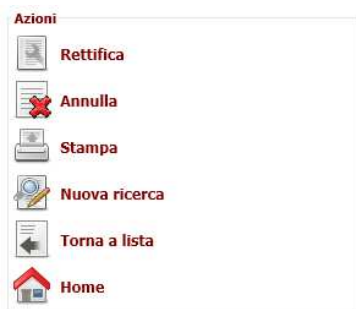 Azioni
Rettifica
Annulla
Stampa
Nuova ricerca
Torna a lista
Home